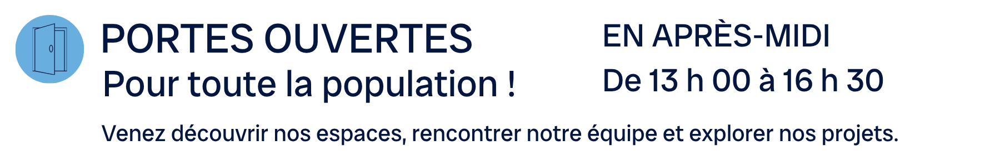 PORTES OUVERTES
Pour toute la population !
EN APRÈS-MIDI
De 13 h 00 à 16 h 30
Venez découvrir nos espaces, rencontrer notre équipe et explorer nos projets.